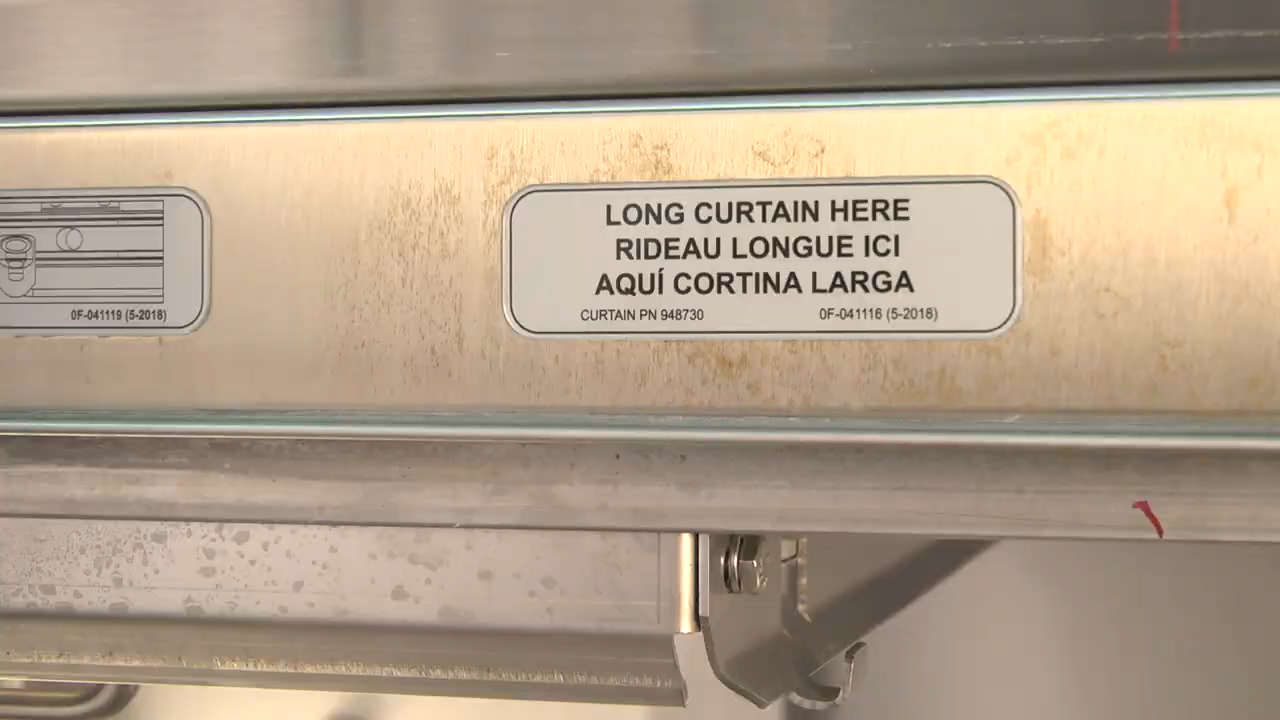 0F-041119 (5-2018)
LONG CURTAIN HERE
RIDEAU LONGUE ICI
AQUÍ CORTINA LARGA
CURTAIN PN 948730 0F-041116 (5-2018)